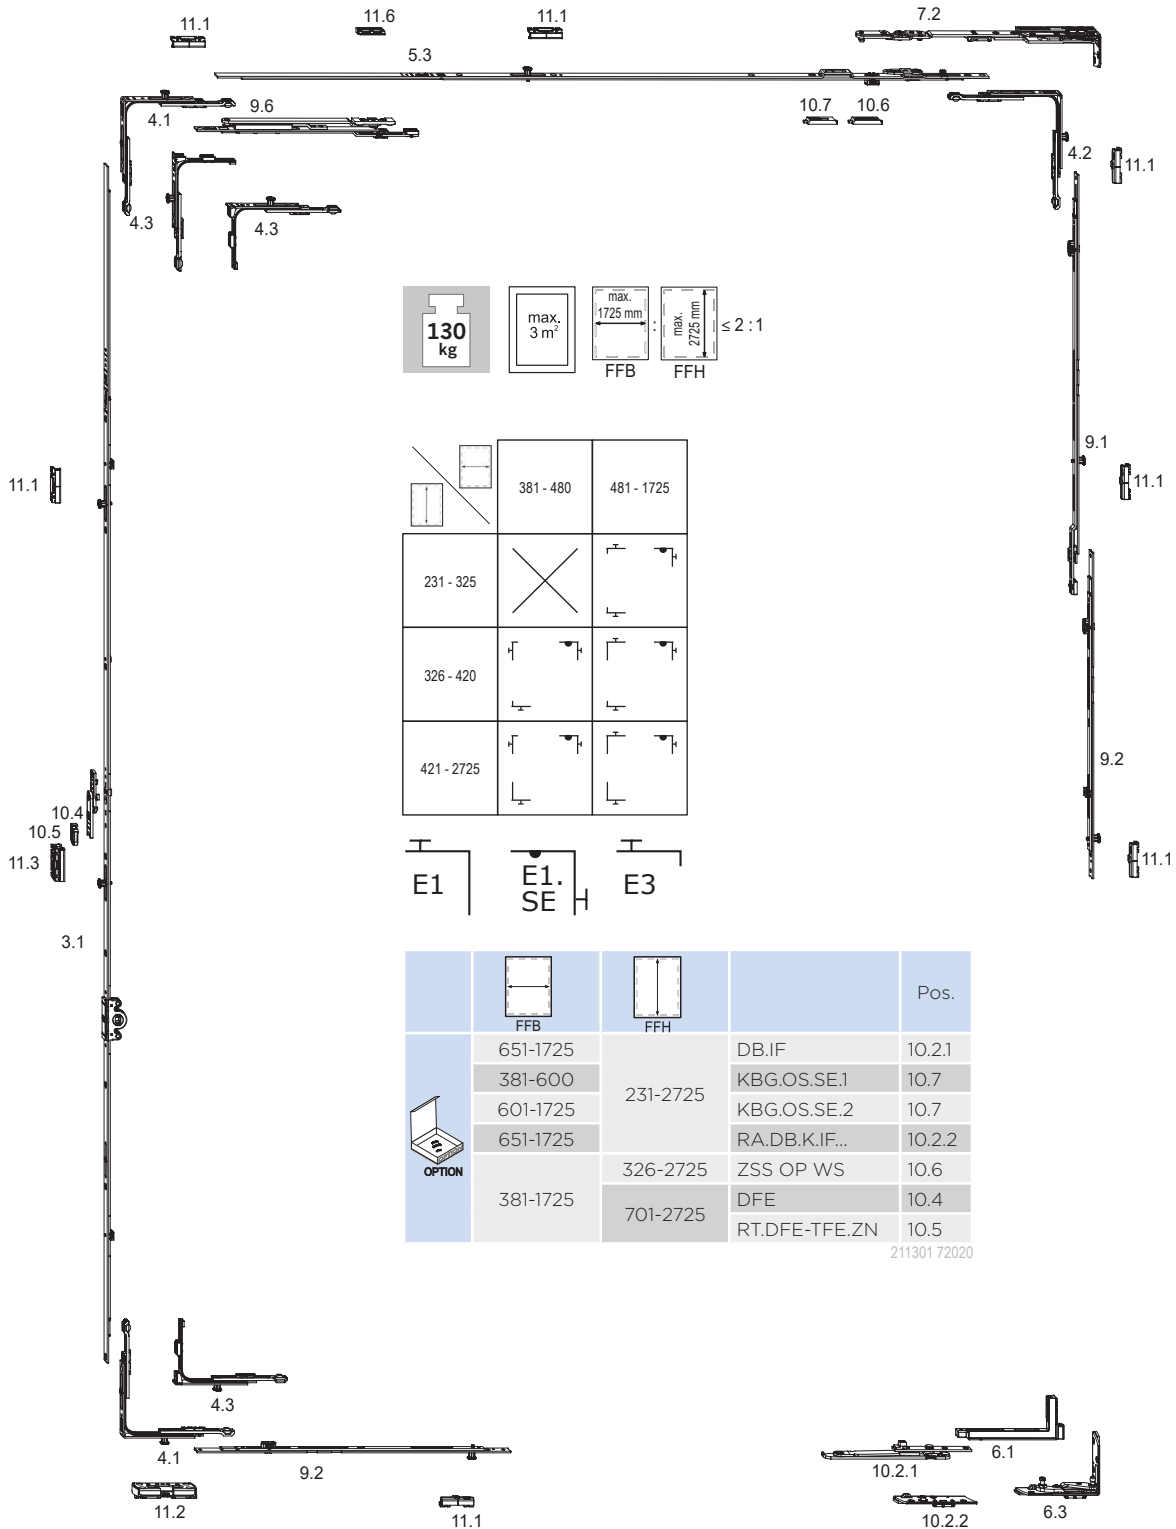 11.1
11.6
11.1
7.2
5.3
4.1
9.6
10.7
10.6
4.2
11.1
4.3
4.3
130
kg
max.
3 m²
max.
1725 mm
:
max.
2725 mm
≤ 2 : 1
FFB
FFH
9.1
11.1
11.1
381 - 480
481 - 1725
231 - 325
326 - 420
421 - 2725
9.2
10.4
10.5
11.3
11.1
E1
E1.
SE
E3
3.1
FFB
FFH
Pos.
651-1725
231-2725
DB.IF
10.2.1
381-600
KBG.OS.SE.1
10.7
601-1725
KBG.OS.SE.2
10.7
651-1725
RA.DB.K.IF...
10.2.2
OPTION
381-1725
326-2725
ZSS OP WS
10.6
701-2725
DFE
10.4
RT.DFE-TFE.ZN
10.5
211301 72020
4.3
4.1
9.2
11.2
11.1
6.1
10.2.1
10.2.2
6.3